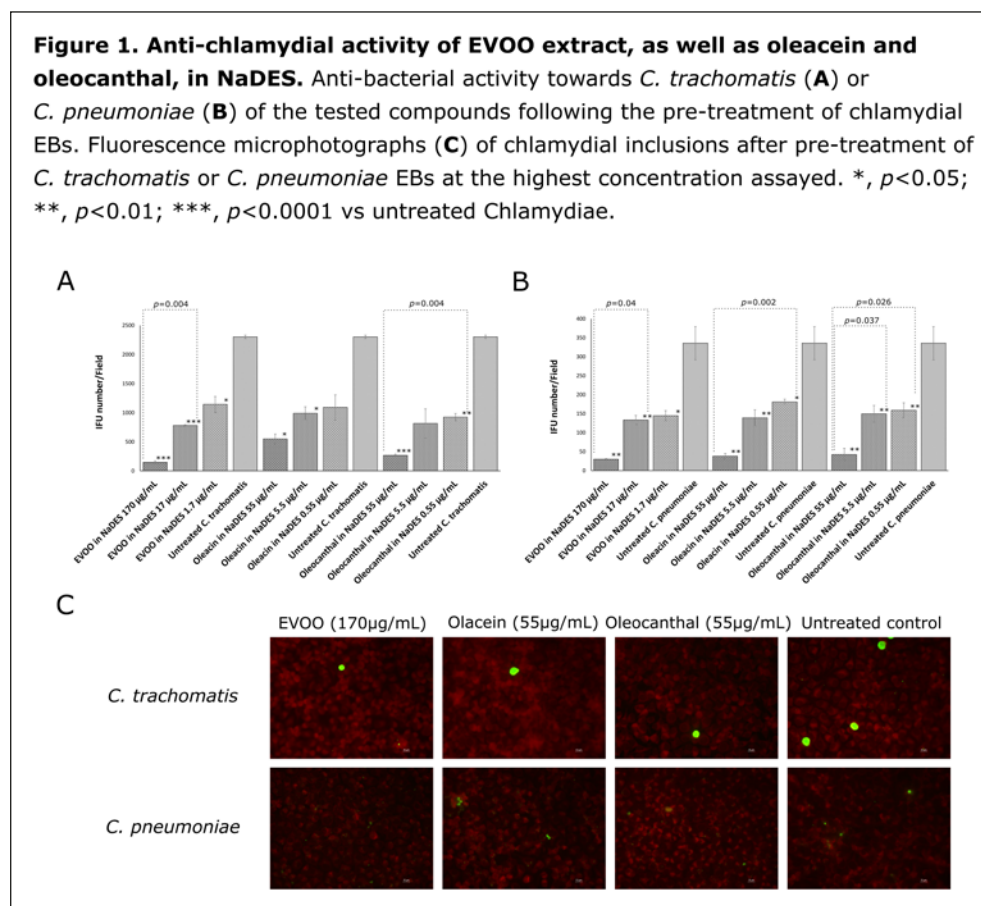 Figure 1. Anti-chlamydial activity of EVOO extract, as well as oleacein and
oleocanthal, in NaDES. Anti-bacterial activity towards C. trachomatis (A) or
C. pneumoniae (B) of the tested compounds following the pre-treatment of chlamydial
EBs. Fluorescence microphotographs (C) of chlamydial inclusions after pre-treatment of
C. trachomatis or C. pneumoniae EBs at the highest concentration assayed. *, p<0.05;
**, p<0.01; ***, p<0.0001 vs untreated Chlamydiae.
A
p=0.004
p=0.004
IFU number/Field
2500
2000
1500
1000
500
0
***
***
*
*
*
***
**
EVOO in NaDES 170 µg/mL
EVOO in NaDES 17 µg/mL
EVOO in NaDES 1.7 µg/mL
Untreated C. trachomatis
Oleacin in NaDES 55 µg/mL
Oleacin in NaDES 5.5 µg/mL
Oleacin in NaDES 0.55 µg/mL
Untreated C. trachomatis
Oleocanthal in NaDES 55 µg/mL
Oleocanthal in NaDES 5.5 µg/mL
Oleocanthal in NaDES 0.55 µg/mL
Untreated C. trachomatis
B
p=0.04
p=0.002
p=0.026
p=0.037
IFU number/Field
400
350
300
250
200
150
100
50
0
**
**
*
**
**
*
**
**
**
EVOO in NaDES 170 µg/mL
EVOO in NaDES 17 µg/mL
EVOO in NaDES 1.7 µg/mL
Untreated C. pneumoniae
Oleacin in NaDES 55 µg/mL
Oleacin in NaDES 5.5 µg/mL
Oleacin in NaDES 0.55 µg/mL
Untreated C. pneumoniae
Oleocanthal in NaDES 55 µg/mL
Oleocanthal in NaDES 5.5 µg/mL
Oleocanthal in NaDES 0.55 µg/mL
Untreated C. pneumoniae
C
EVOO (170µg/mL) Olacein (55µg/mL) Oleocanthal (55µg/mL) Untreated control
C. trachomatis
C. pneumoniae